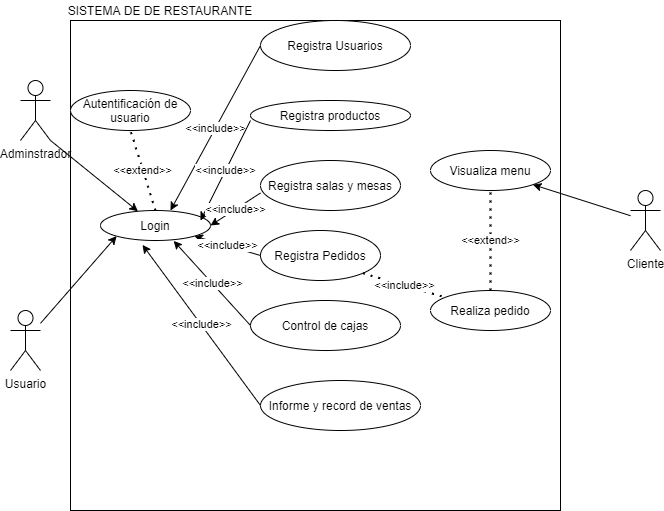 SISTEMA DE DE RESTAURANTE
Registra Usuarios
Autentificación de
usuario
Registra productos
<<include>>
Adminstrador
<<extend>>
<<include>>
Visualiza menu
Registra salas y mesas
<<include>>
Login
<<include>>
<<extend>>
Registra Pedidos
Cliente
<<include>>
<<include>>
Realiza pedido
<<include>>
Control de cajas
Usuario
Informe y record de ventas